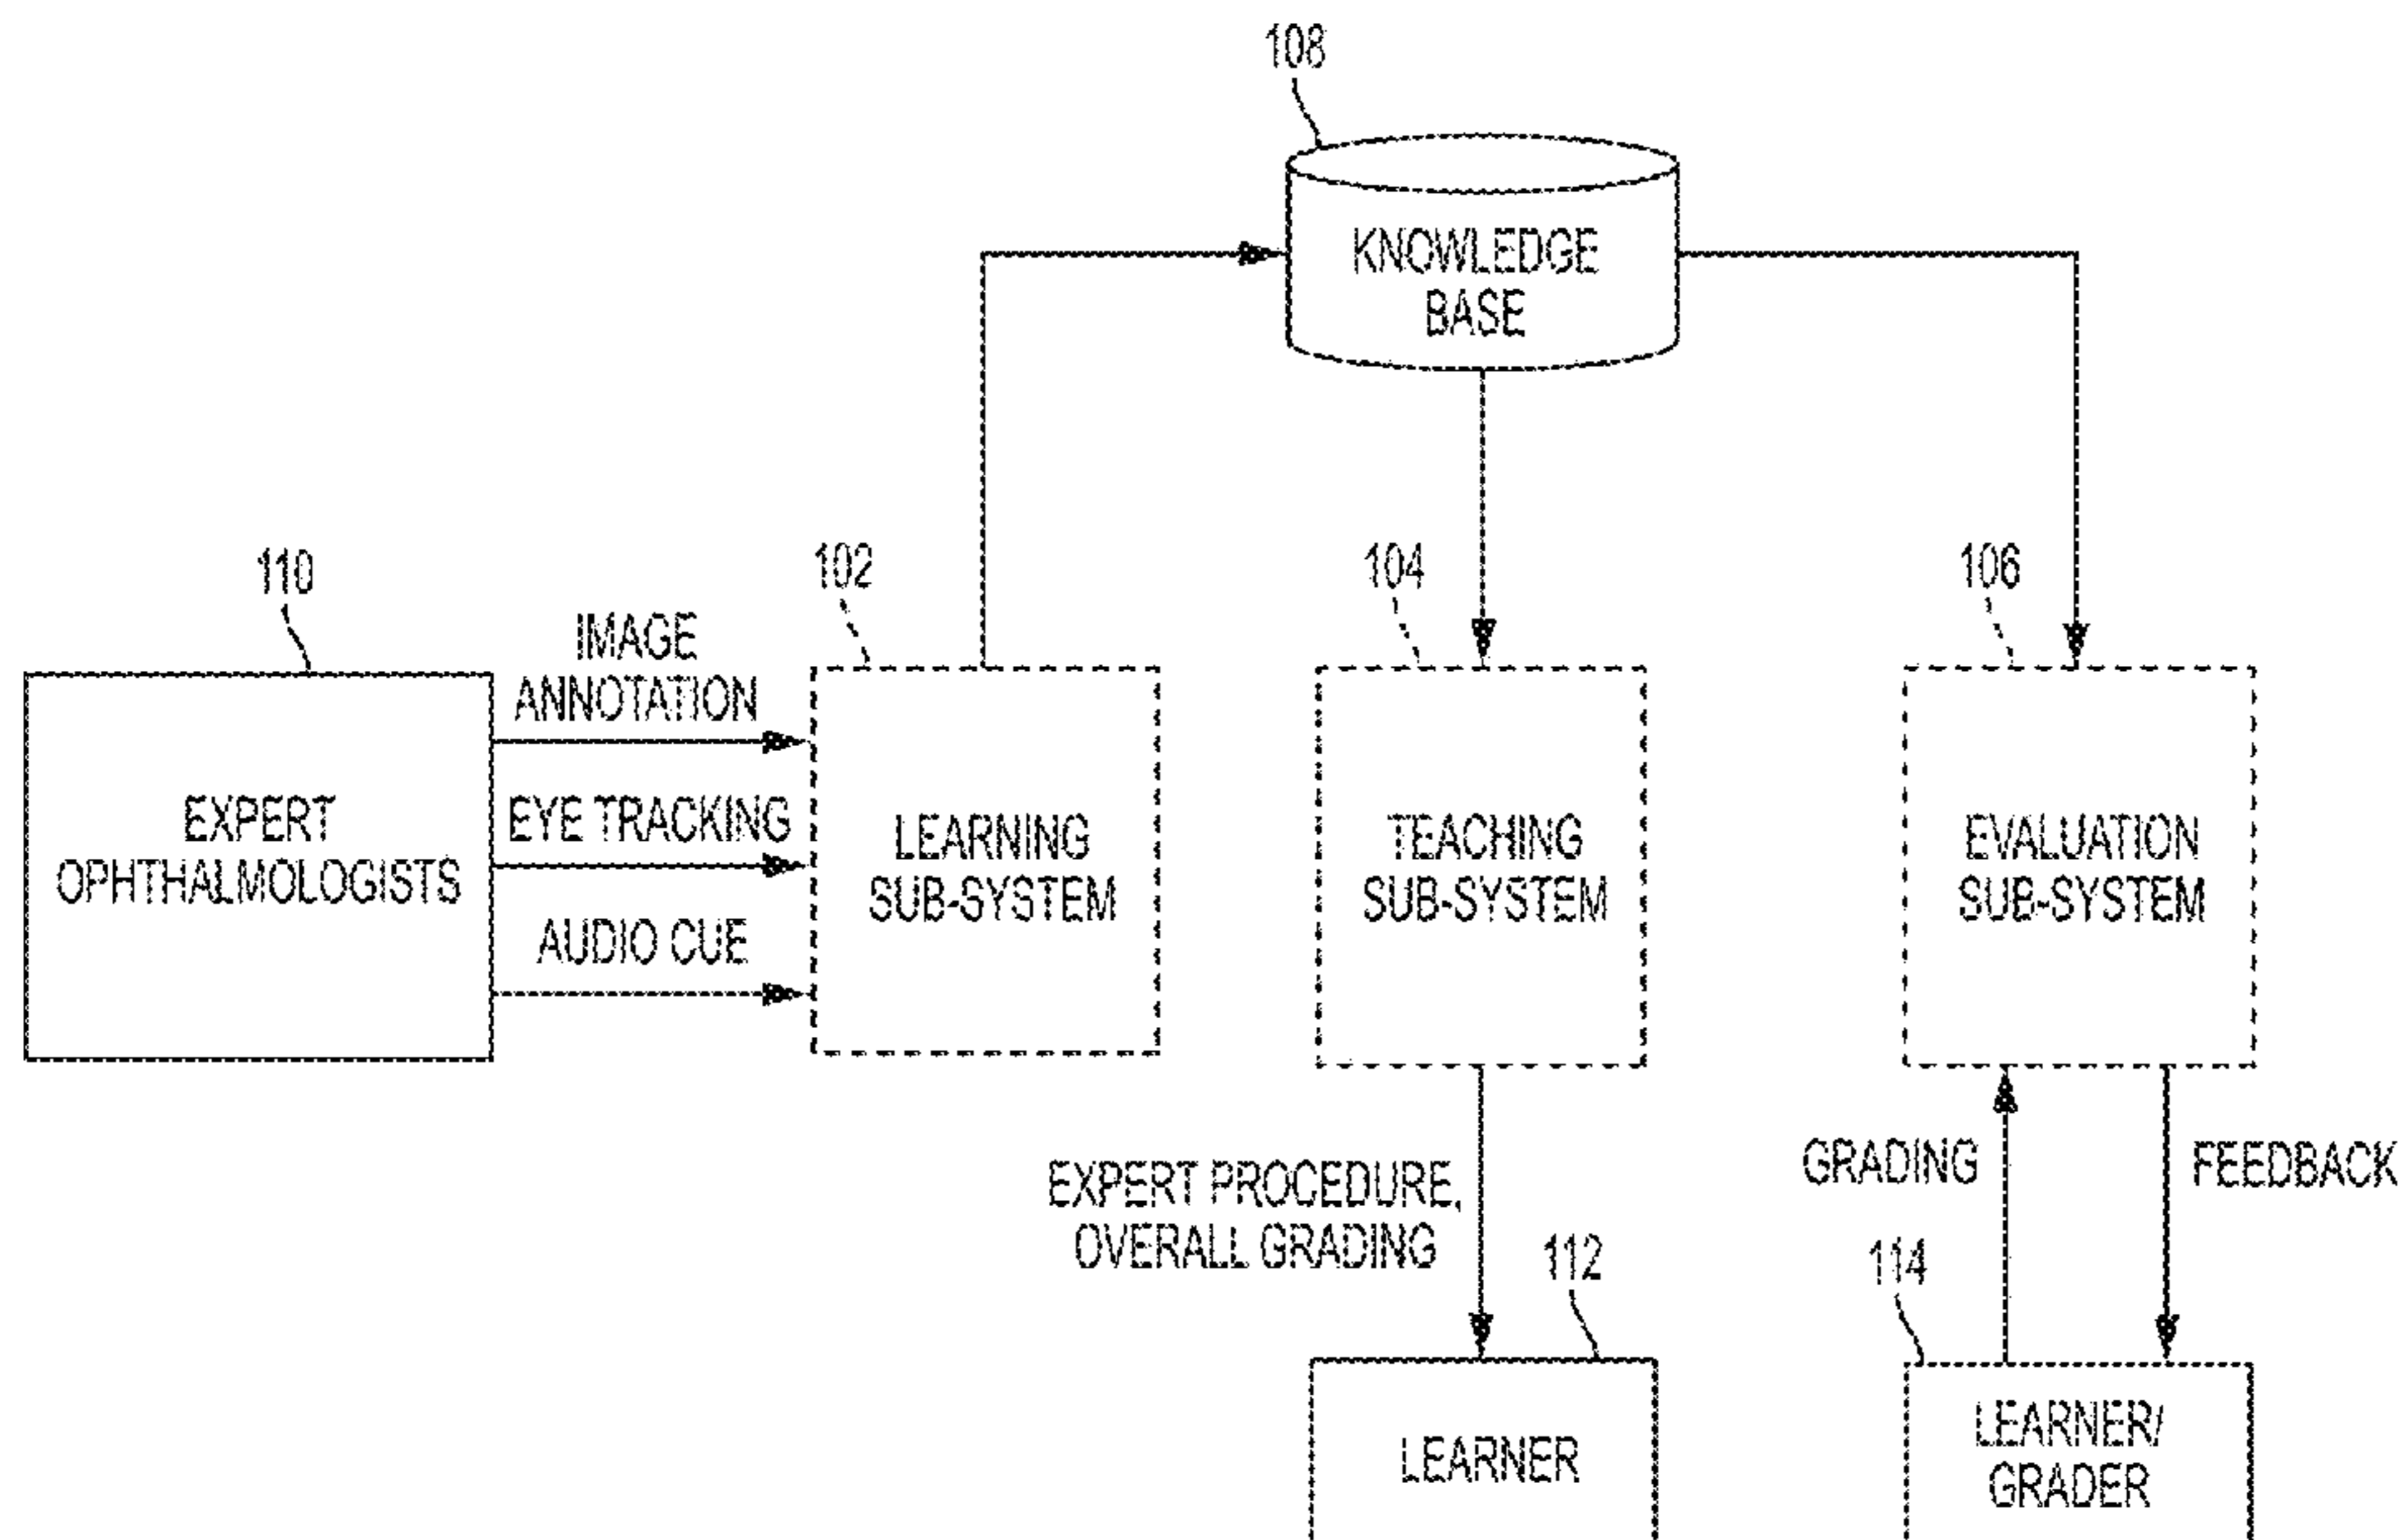 108
KNOWLEDGE
BASE
110
102
104
106
IMAGE
ANNOTATION
EXPERT
OPHTHALMOLOGISTS
EYE TRACKING
AUDIO CUE
LEARNING
SUB-SYSTEM
TEACHING
SUB-SYSTEM
EVALUATION
SUB-SYSTEM
EXPERT PROCEDURE,
OVERALL GRADING
GRADING
FEEDBACK
112
114
LEARNER
LEARNER/
GRADER